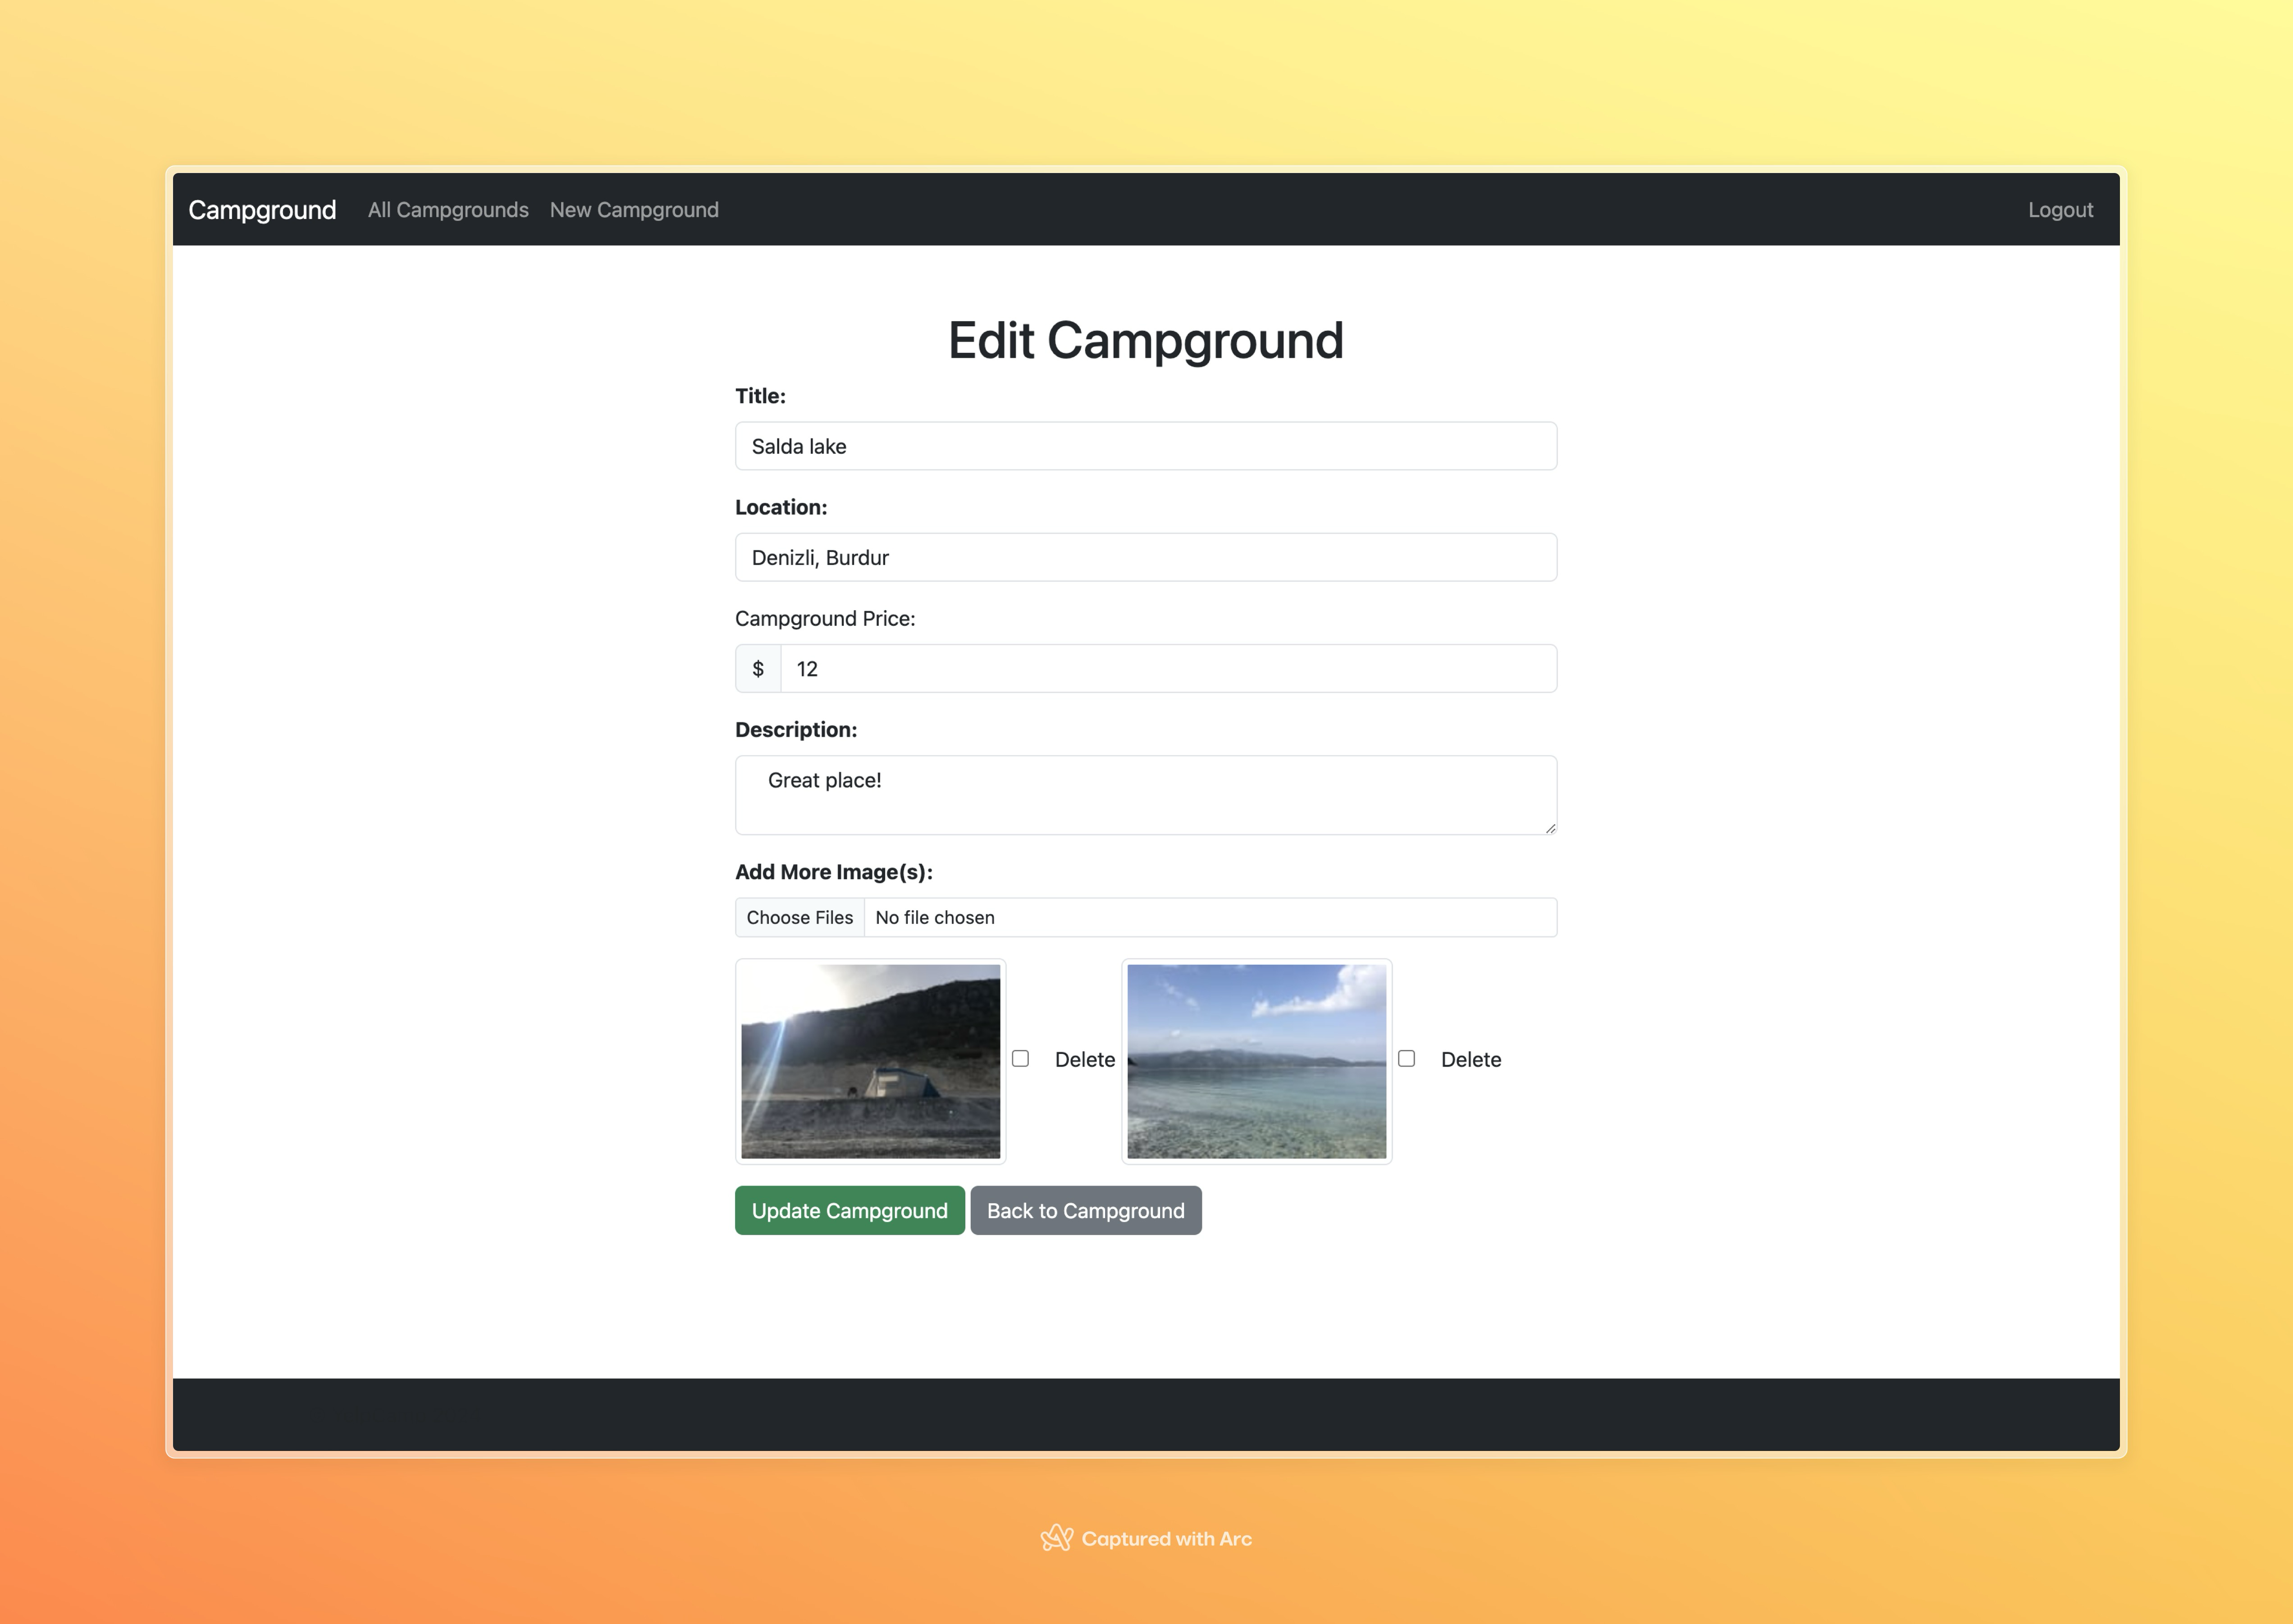 Campground All Campgrounds New Campground Logout
Edit Campground
Title:
Salda lake
Location:
Denizli, Burdur
Campground Price:
$ 12
Description:
Great place!
Add More Image(s):
Choose Files No file chosen
Delete Delete
Update Campground Back to Campground
Captured with Arc